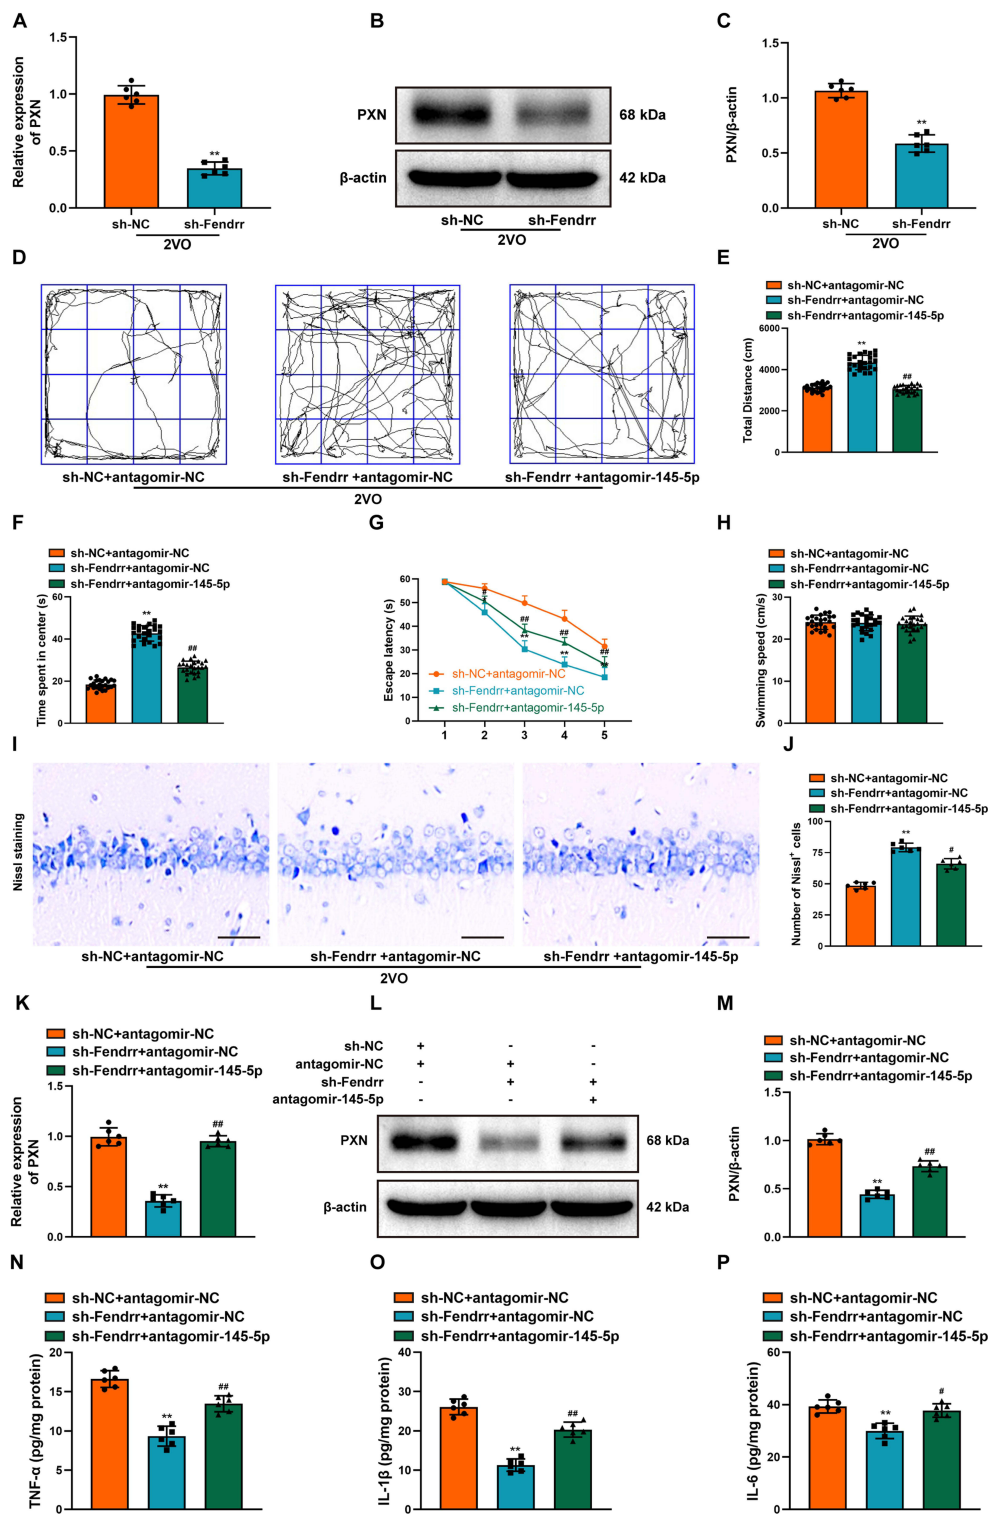 A
Relative expression
of PXN
1.5
1.0
0.5
0.0
**
sh-NC
sh-Fendrr
2VO
B
PXN
68 kDa
β-actin
42 kDa
sh-NC
sh-Fendrr
2VO
C
PXN/β-actin
1.5
1.0
0.5
0.0
**
sh-NC
sh-Fendrr
2VO
D
sh-NC+antagomir-NC
sh-Fendrr +antagomir-NC
sh-Fendrr +antagomir-145-5p
2VO
E
sh-NC+antagomir-NC
sh-Fendrr+antagomir-NC
sh-Fendrr+antagomir-145-5p
Total Distance (cm)
6000
4000
2000
0
**
##
F
sh-NC+antagomir-NC
sh-Fendrr+antagomir-NC
sh-Fendrr+antagomir-145-5p
Time spent in center (s)
60
40
20
0
**
##
G
Escape latency (s)
60
50
40
30
20
10
0
#
##
**
##
**
##
**
sh-NC+antagomir-NC
sh-Fendrr+antagomir-NC
sh-Fendrr+antagomir-145-5p
1 2 3 4 5
H
sh-NC+antagomir-NC
sh-Fendrr+antagomir-NC
sh-Fendrr+antagomir-145-5p
Swimming speed (cm/s)
30
20
10
0
I
Nissl staining
sh-NC+antagomir-NC
sh-Fendrr +antagomir-NC
sh-Fendrr +antagomir-145-5p
2VO
J
sh-NC+antagomir-NC
sh-Fendrr+antagomir-NC
sh-Fendrr+antagomir-145-5p
Number of Nissl⁺ cells
100
75
50
25
0
**
#
K
sh-NC+antagomir-NC
sh-Fendrr+antagomir-NC
sh-Fendrr+antagomir-145-5p
Relative expression
of PXN
1.5
1.0
0.5
0.0
**
##
L
sh-NC + - -
antagomir-NC + + -
sh-Fendrr - + +
antagomir-145-5p - - +
PXN
68 kDa
β-actin
42 kDa
M
sh-NC+antagomir-NC
sh-Fendrr+antagomir-NC
sh-Fendrr+antagomir-145-5p
PXN/β-actin
1.5
1.0
0.5
0.0
**
##
N
sh-NC+antagomir-NC
sh-Fendrr+antagomir-NC
sh-Fendrr+antagomir-145-5p
TNF-α (pg/mg protein)
20
15
10
5
0
**
##
O
sh-NC+antagomir-NC
sh-Fendrr+antagomir-NC
sh-Fendrr+antagomir-145-5p
IL-1β (pg/mg protein)
40
30
20
10
0
**
##
P
sh-NC+antagomir-NC
sh-Fendrr+antagomir-NC
sh-Fendrr+antagomir-145-5p
IL-6 (pg/mg protein)
60
40
20
0
**
#